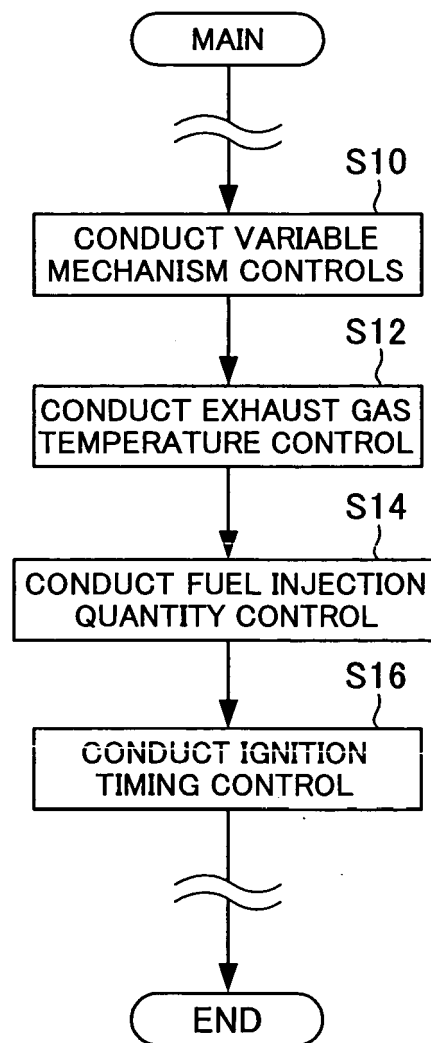 MAIN
S10
CONDUCT VARIABLE
MECHANISM CONTROLS
S12
CONDUCT EXHAUST GAS
TEMPERATURE CONTROL
S14
CONDUCT FUEL INJECTION
QUANTITY CONTROL
S16
CONDUCT IGNITION
TIMING CONTROL
END